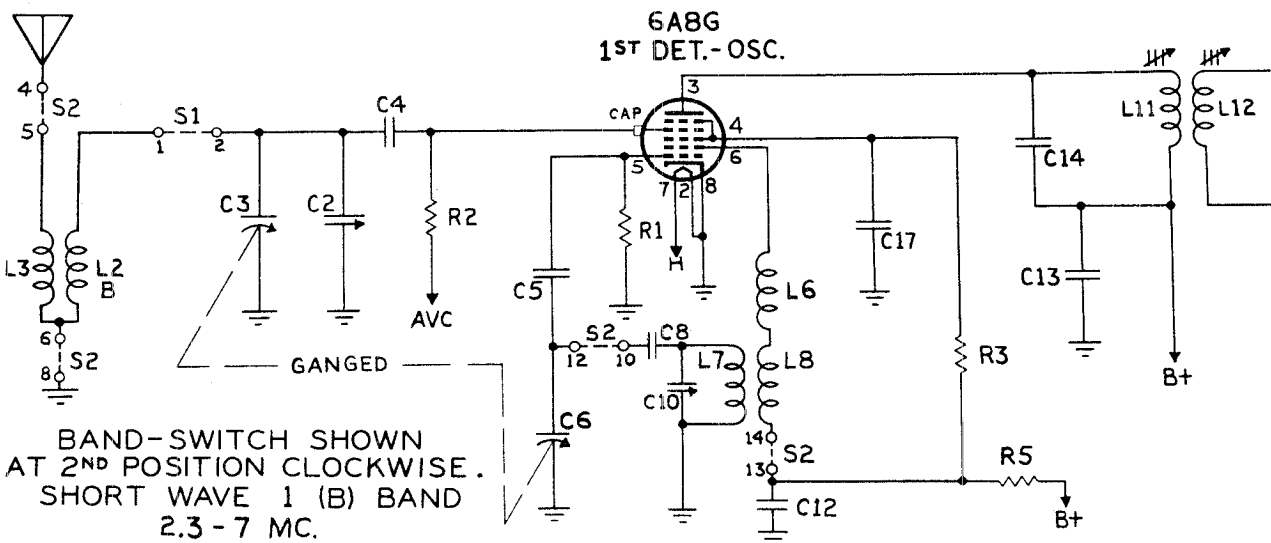 6A8G
1ST DET.-OSC.
4
S2
5
S1
1
2
C4
CAP
3
4
6
5
7
2
8
L11
L12
C14
C3
C2
R2
R1
H
C17
C13
L3
L2
B
AVC
C5
L6
6
S2
8
GANGED
S2
12
10
C8
L7
L8
R3
B+
C10
C6
14
S2
13
R5
C12
B+
BAND-SWITCH SHOWN
AT 2ND POSITION CLOCKWISE.
SHORT WAVE 1 (B) BAND
2.3-7 MC.